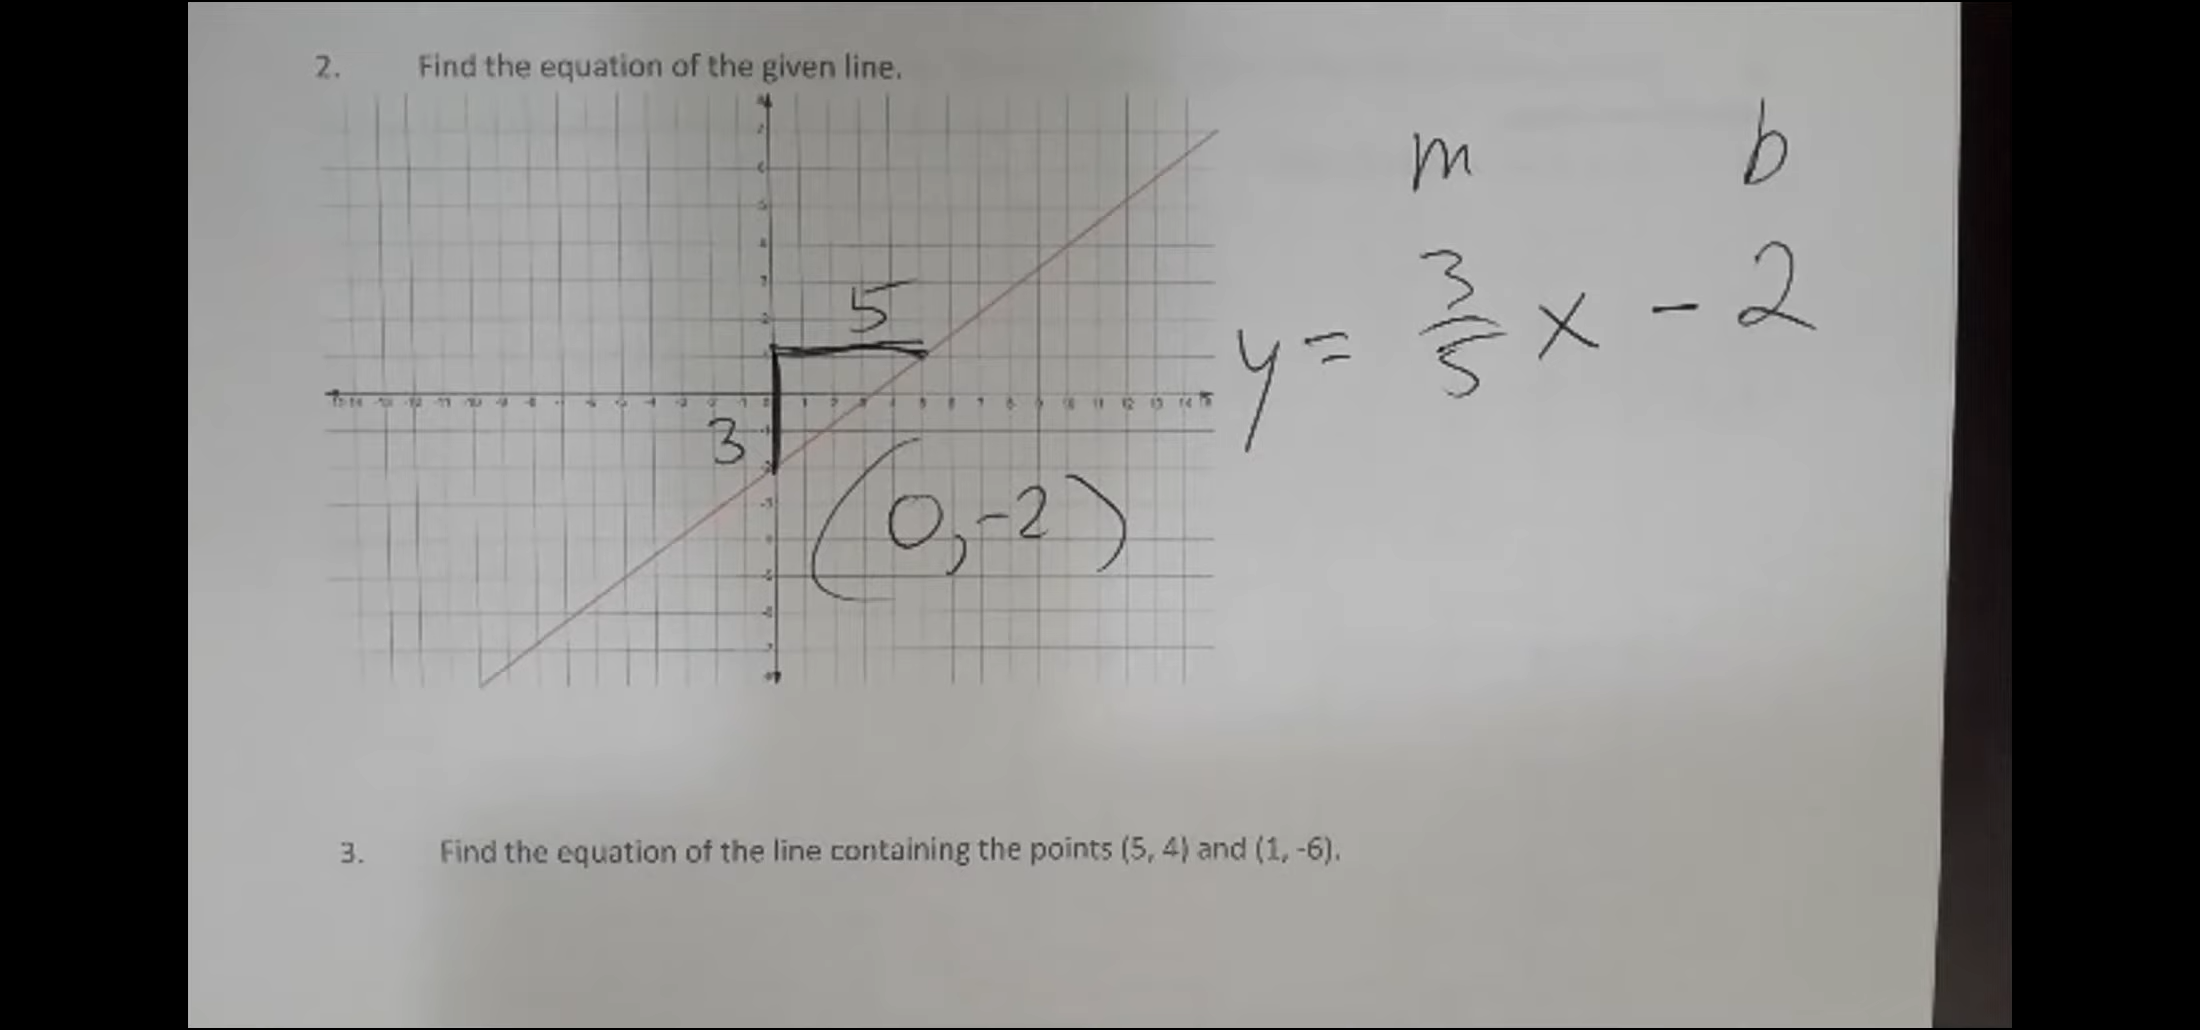 2. Find the equation of the given line.
m b
y = 3/5 x - 2
5
3
(0, -2)
3. Find the equation of the line containing the points (5, 4) and (1, -6).